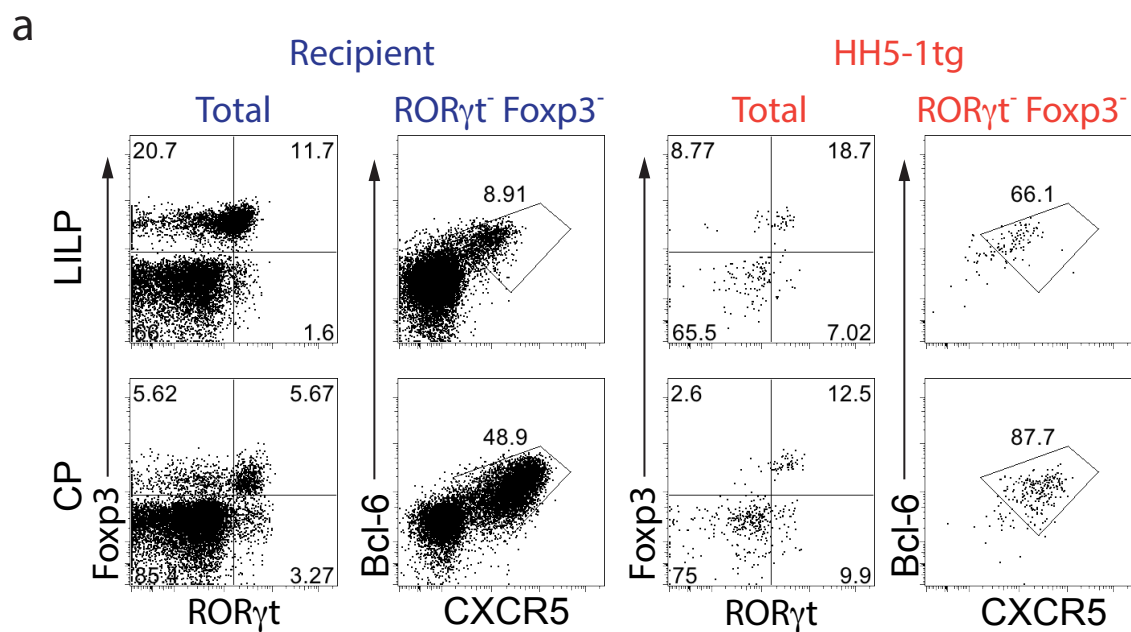 a
Recipient HH5-1tg
Total RORγt⁻ Foxp3⁻ Total RORγt⁻ Foxp3⁻
LILP
20.7 11.7
66 1.6
8.91
8.77 18.7
65.5 7.02
66.1
CP
5.62 5.67
85.4 3.27
48.9
2.6 12.5
75 9.9
87.7
Foxp3 Bcl-6 Foxp3 Bcl-6
RORγt CXCR5 RORγt CXCR5